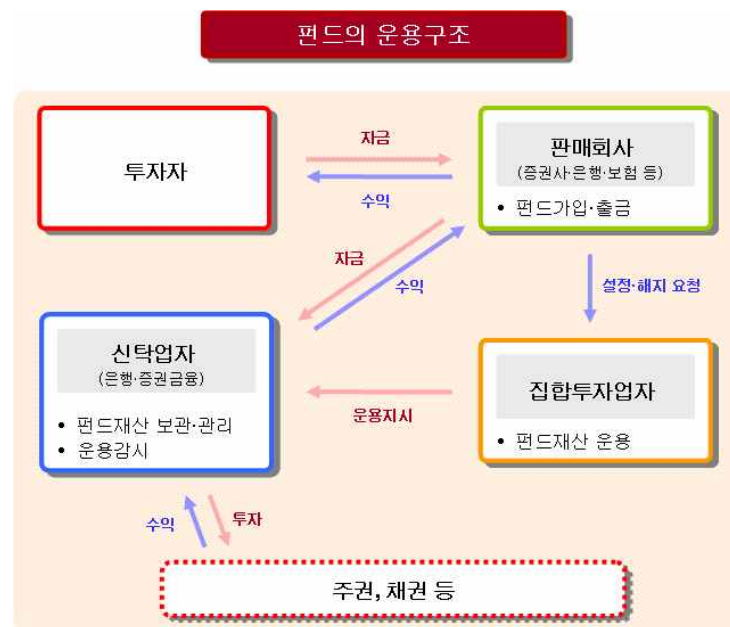 펀드의 운용구조
투자자
자금
수익
판매회사
(증권사·은행·보험 등)
• 펀드가입·출금
자금
수익
설정·해지 요청
신탁업자
(은행·증권금융)
• 펀드재산 보관·관리
• 운용감시
운용지시
집합투자업자
• 펀드재산 운용
수익
투자
주권, 채권 등